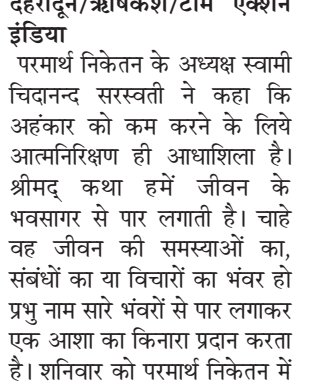 देहरादून/ऋषिकेश/टीम एक्शन
इंडिया
परमार्थ निकेतन के अध्यक्ष स्वामी
चिदानन्द सरस्वती ने कहा कि
अहंकार को कम करने के लिये
आत्मनिरिक्षण ही आधाशिला है।
श्रीमद् कथा हमें जीवन के
भवसागर से पार लगाती है। चाहे
वह जीवन की समस्याओं का,
संबंधों का या विचारों का भंवर हो
प्रभु नाम सारे भंवरों से पार लगाकर
एक आशा का किनारा प्रदान करता
है। शनिवार को परमार्थ निकेतन में